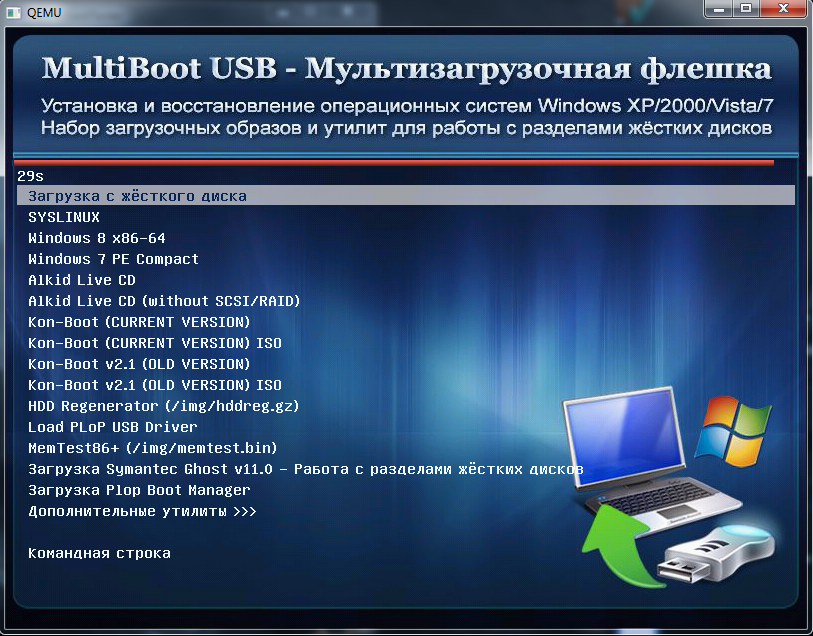 QEMU
MultiBoot USB - Мультизагрузочная флешка
Установка и восстановление операционных систем Windows XP/2000/Vista/7
Набор загрузочных образов и утилит для работы с разделами жёстких дисков
29s
Загрузка с жёсткого диска
SYSLINUX
Windows 8 x86-64
Windows 7 PE Compact
Alkid Live CD
Alkid Live CD (without SCSI/RAID)
Kon-Boot (CURRENT VERSION)
Kon-Boot (CURRENT VERSION) ISO
Kon-Boot v2.1 (OLD VERSION)
Kon-Boot v2.1 (OLD VERSION) ISO
HDD Regenerator (/img/hddreg.gz)
Load PLoP USB Driver
MemTest86+ (/img/memtest.bin)
Загрузка Symantec Ghost v11.0 - Работа с разделами жёстких дисков
Загрузка Plop Boot Manager
Дополнительные утилиты >>>
Командная строка